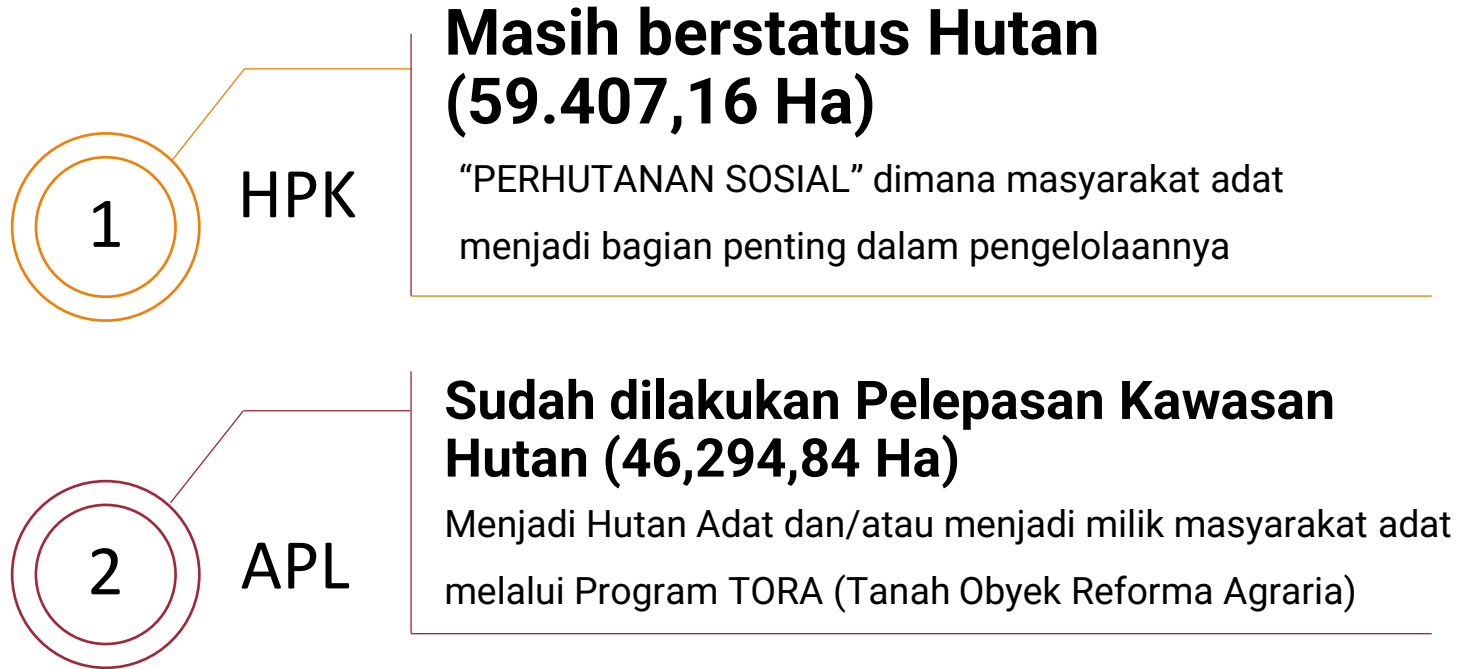 1
HPK
Masih berstatus Hutan
(59.407,16 Ha)
“PERHUTANAN SOSIAL” dimana masyarakat adat
menjadi bagian penting dalam pengelolaannya
2
APL
Sudah dilakukan Pelepasan Kawasan
Hutan (46,294,84 Ha)
Menjadi Hutan Adat dan/atau menjadi milik masyarakat adat
melalui Program TORA (Tanah Obyek Reforma Agraria)